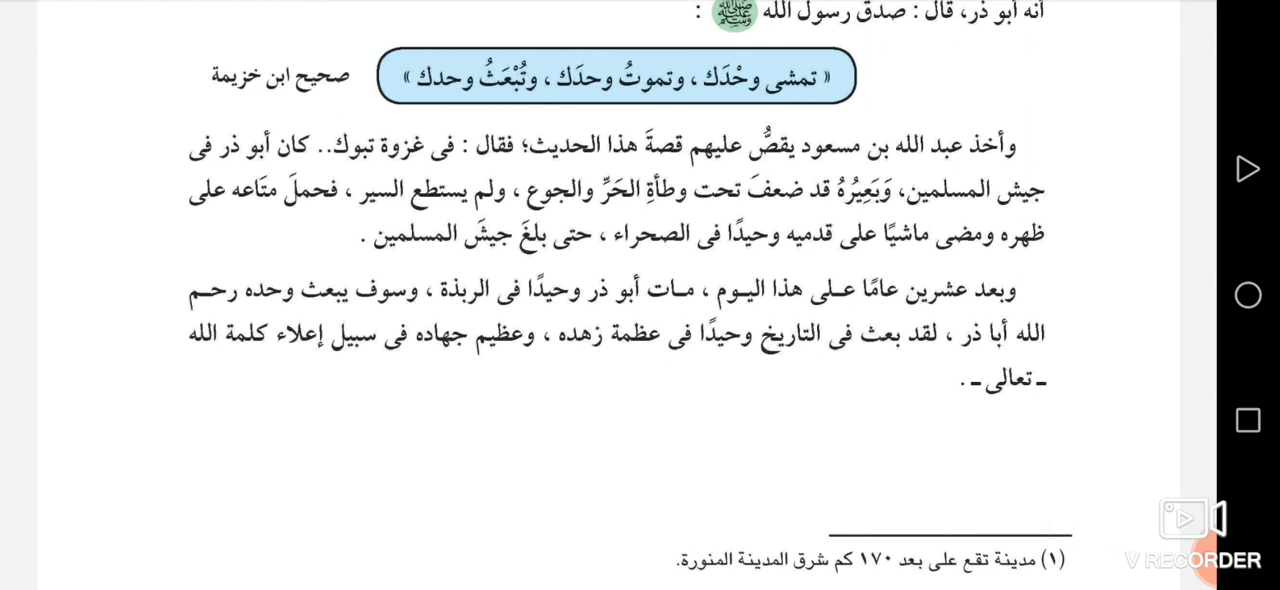 أنه أبو ذر، قال : صدق رسول الله ﷺ :
« تمشى وحْدَك ، وتموتُ وحدَك ، وتُبْعَثُ وحدك » صحيح ابن خزيمة
وأخذ عبد الله بن مسعود يقصُّ عليهم قصةَ هذا الحديث؛ فقال : فى غزوة تبوك.. كان أبو ذر فى
جيش المسلمين، وَبَعِيرُهُ قد ضعفَ تحت وطأةِ الحَرِّ والجوع ، ولم يستطع السير ، فحملَ متَاعه على
ظهره ومضى ماشيًا على قدميه وحيدًا فى الصحراء ، حتى بلغَ جيشَ المسلمين .
وبعد عشرين عامًا عـلى هذا اليـوم ، مـات أبو ذر وحيدًا فى الربذة ، وسوف يبعث وحده رحـم
الله أبا ذر ، لقد بعث فى التاريخ وحيدًا فى عظمة زهده ، وعظيم جهاده فى سبيل إعلاء كلمة الله
ـ تعالى ـ .
(١) مدينة تقع على بعد ١٧٠ كم شرق المدينة المنورة.
V RECORDER